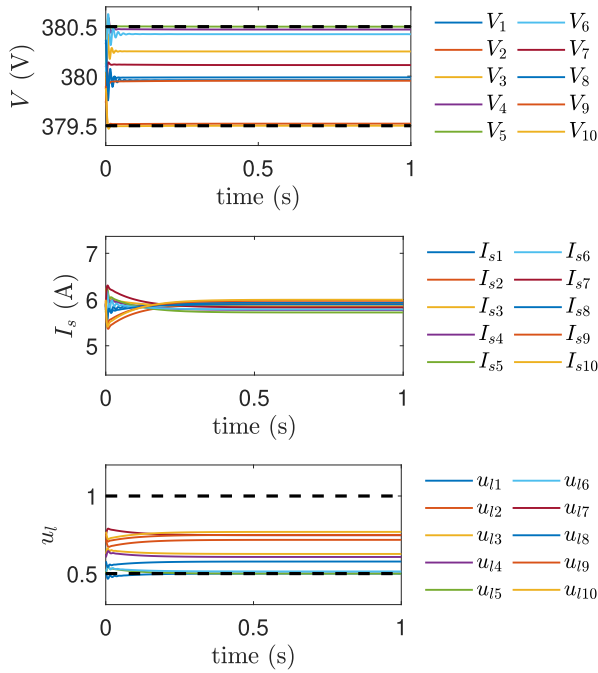 380.5
380
379.5
V (V)
0
0.5
1
time (s)
V1 V6
V2 V7
V3 V8
V4 V9
V5 V10
7
6
5
Is (A)
0
0.5
1
time (s)
Is1 Is6
Is2 Is7
Is3 Is8
Is4 Is9
Is5 Is10
1
0.5
ul
0
0.5
1
time (s)
ul1 ul6
ul2 ul7
ul3 ul8
ul4 ul9
ul5 ul10